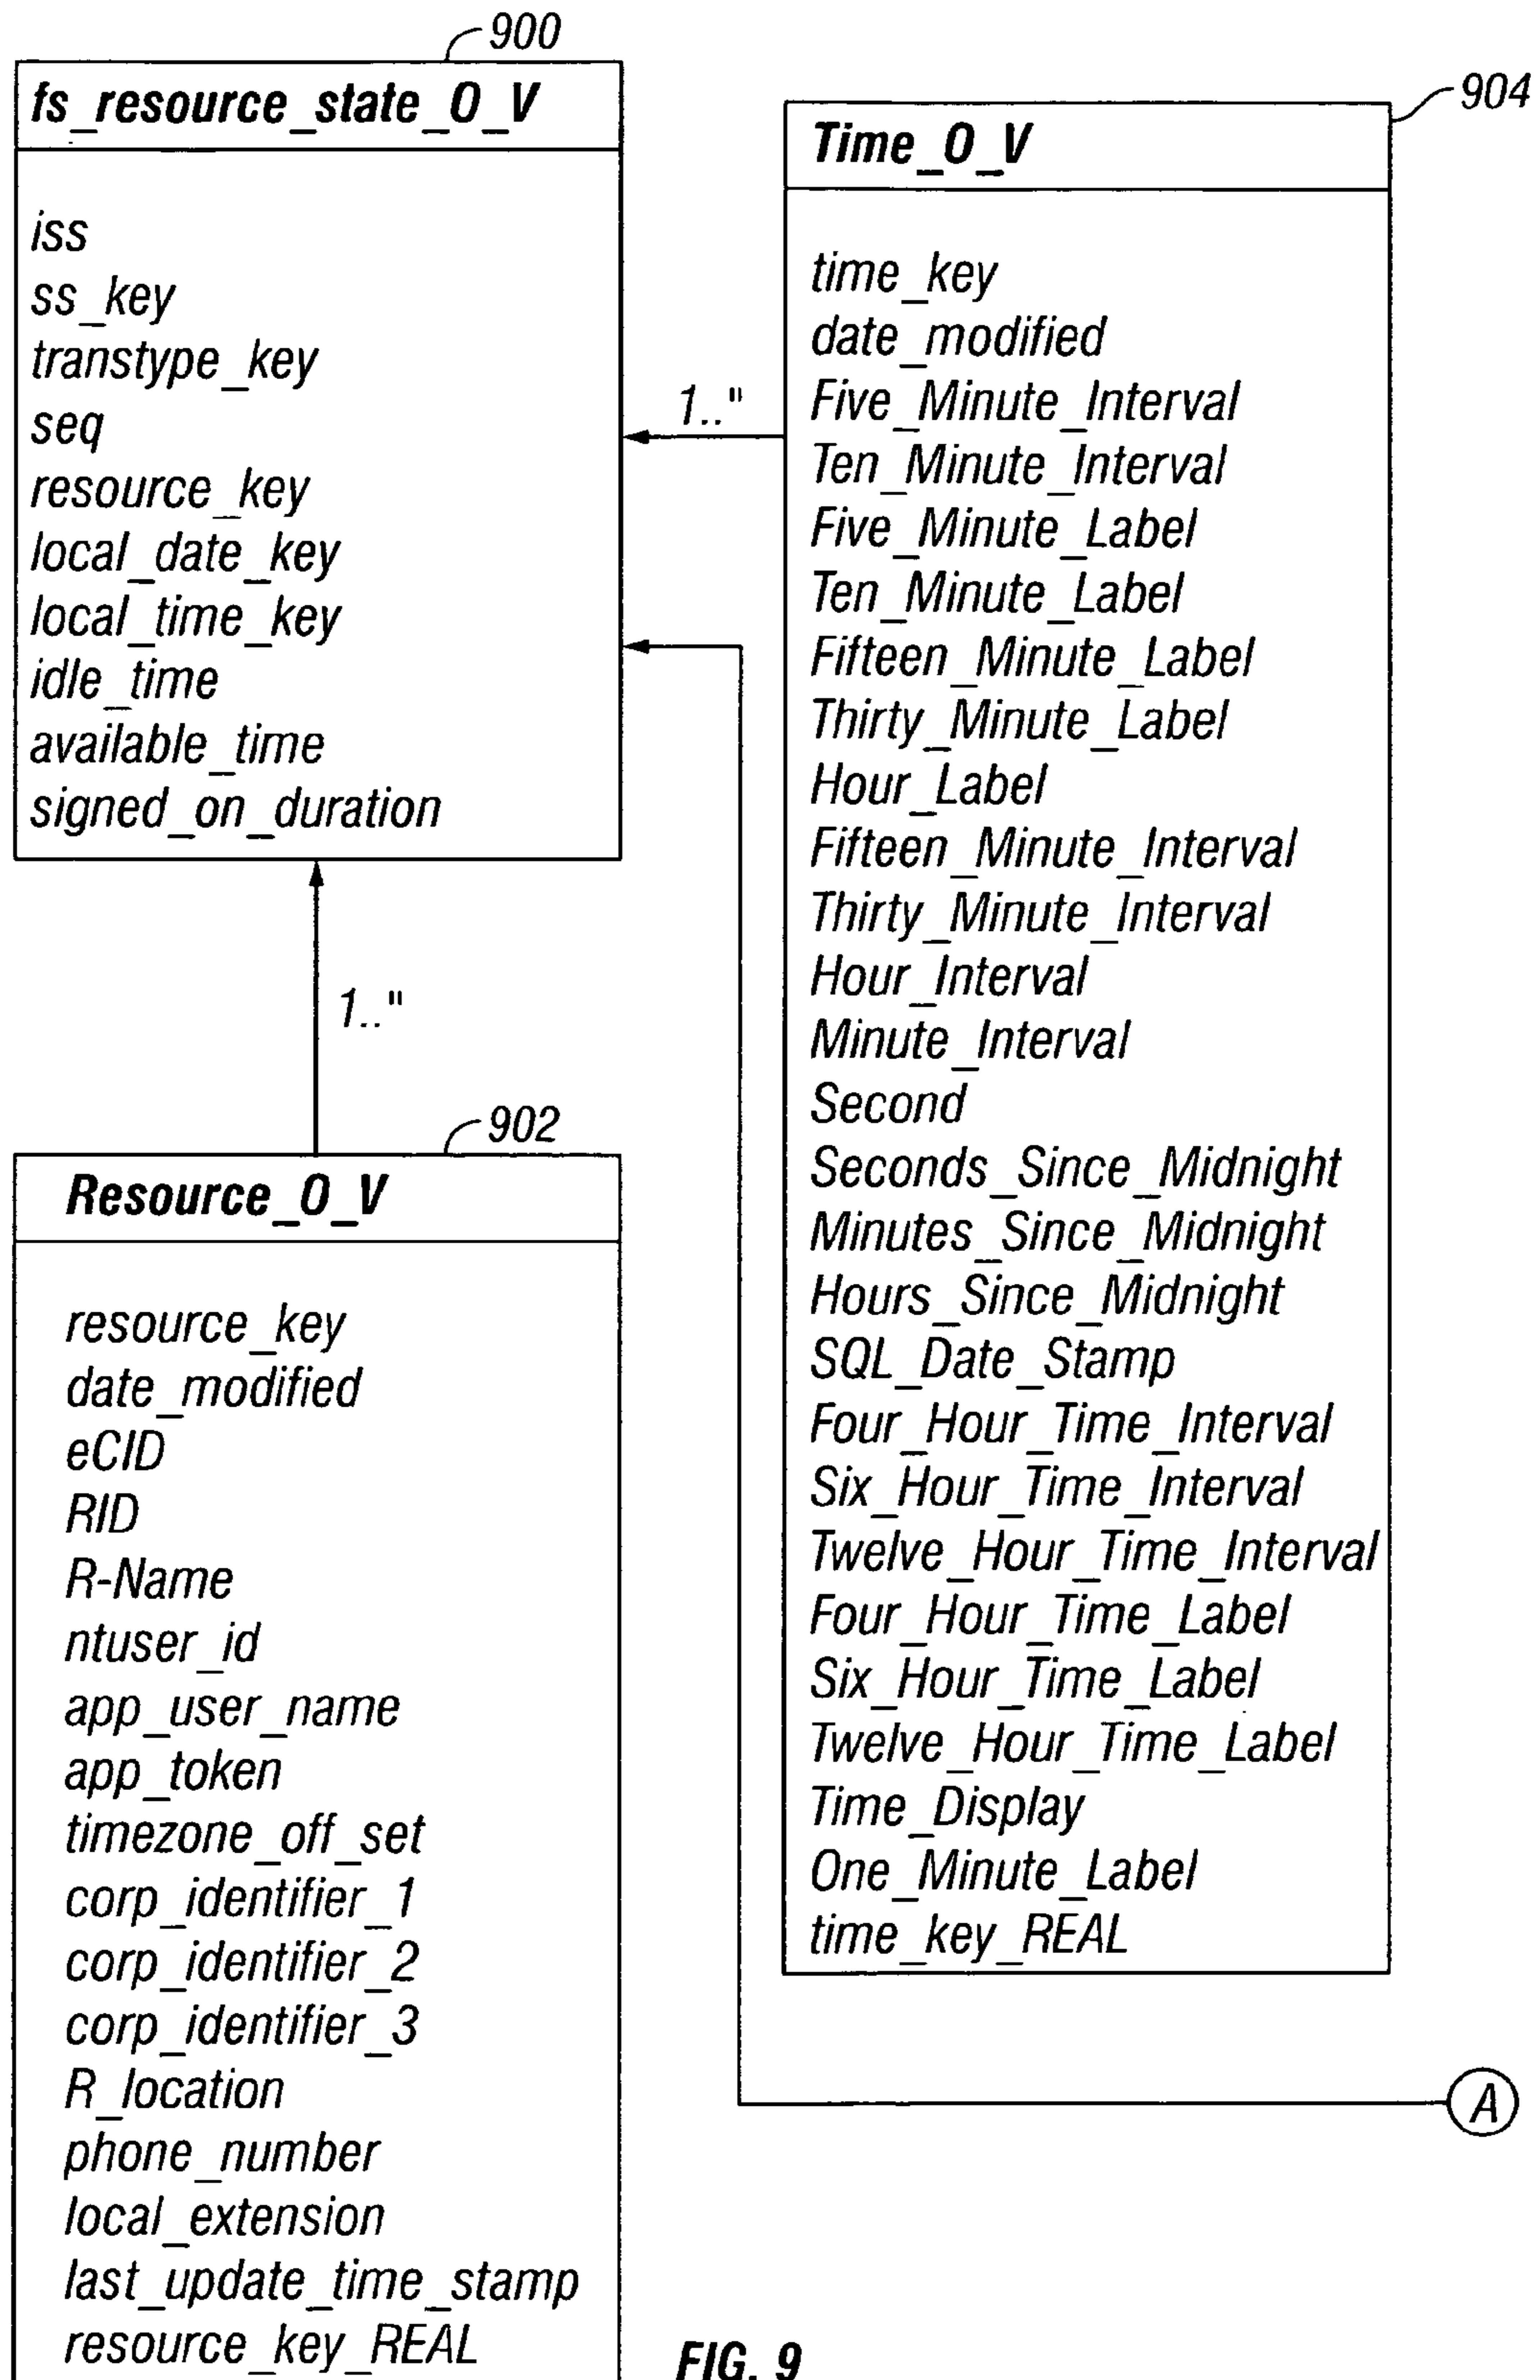 900
fs_resource_state_O_V
iss
ss_key
transtype_key
seq
resource_key
local_date_key
local_time_key
idle_time
available_time
signed_on_duration
1.."
902
Resource_O_V
resource_key
date_modified
eCID
RID
R-Name
ntuser_id
app_user_name
app_token
timezone_off_set
corp_identifier_1
corp_identifier_2
corp_identifier_3
R_location
phone_number
local_extension
last_update_time_stamp
resource_key_REAL
1.."
904
Time_O_V
time_key
date_modified
Five_Minute_Interval
Ten_Minute_Interval
Five_Minute_Label
Ten_Minute_Label
Fifteen_Minute_Label
Thirty_Minute_Label
Hour_Label
Fifteen_Minute_Interval
Thirty_Minute_Interval
Hour_Interval
Minute_Interval
Second
Seconds_Since_Midnight
Minutes_Since_Midnight
Hours_Since_Midnight
SQL_Date_Stamp
Four_Hour_Time_Interval
Six_Hour_Time_Interval
Twelve_Hour_Time_Interval
Four_Hour_Time_Label
Six_Hour_Time_Label
Twelve_Hour_Time_Label
Time_Display
One_Minute_Label
time_key_REAL
A
FIG. 9